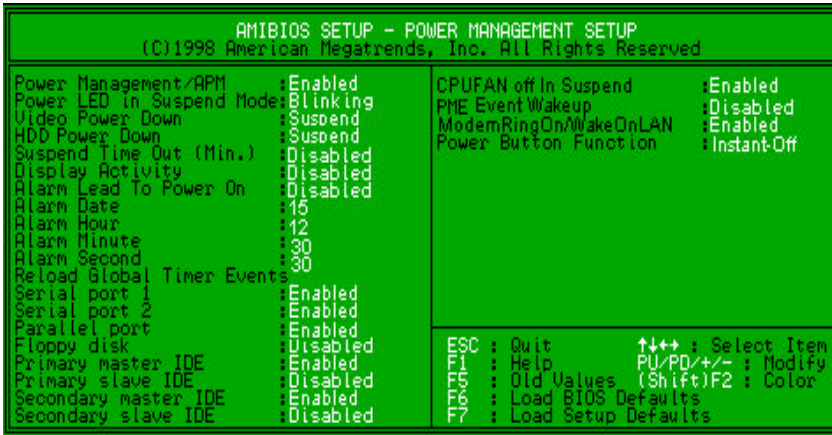 AMIBIOS SETUP - POWER MANAGEMENT SETUP
(C)1998 American Megatrends, Inc. All Rights Reserved
Power Management/APM :Enabled
Power LED in Suspend Mode:Blinking
Video Power Down :Suspend
HDD Power Down :Suspend
Suspend Time Out (Min.) :Disabled
Display Activity :Disabled
Alarm Lead To Power On :Disabled
Alarm Date :15
Alarm Hour :12
Alarm Minute :30
Alarm Second :30
Reload Global Timer Events
Serial port 1 :Enabled
Serial port 2 :Enabled
Parallel port :Enabled
Floppy disk :Disabled
Primary master IDE :Enabled
Primary slave IDE :Disabled
Secondary master IDE :Enabled
Secondary slave IDE :Disabled
CPUFAN off In Suspend :Enabled
PME Event Wakeup :Disabled
ModemRingOn/WakeOnLAN :Enabled
Power Button Function :Instant-Off
ESC : Quit ↑↓←→ : Select Item
F1 : Help PU/PD/+/- : Modify
F5 : Old Values (Shift)F2 : Color
F6 : Load BIOS Defaults
F7 : Load Setup Defaults